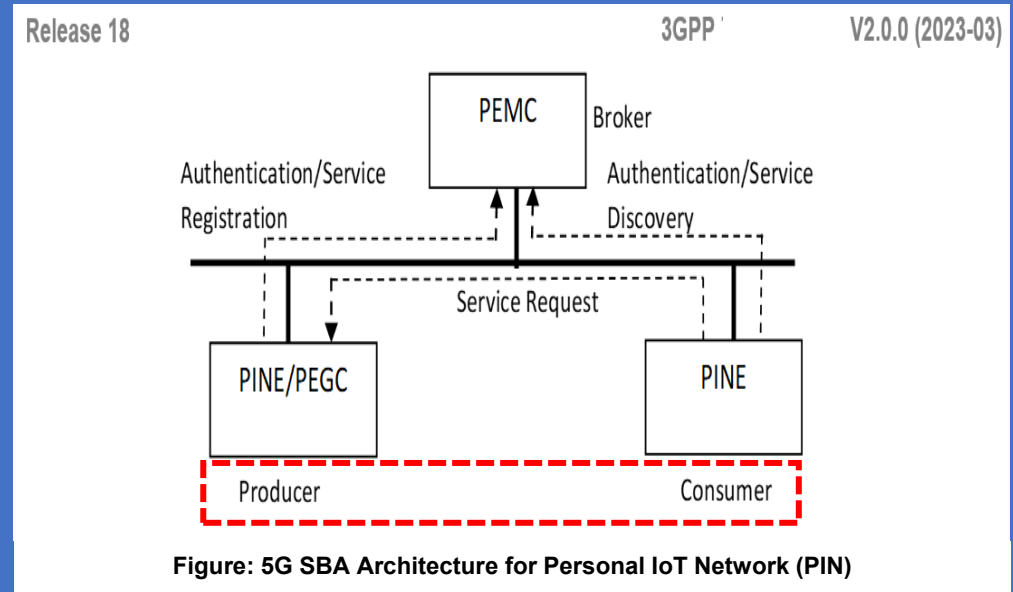 Release 18
3GPP
V2.0.0 (2023-03)
PEMC
Broker
Authentication/Service
Registration
Authentication/Service
Discovery
Service Request
PINE/PEGC
PINE
Producer
Consumer
Figure: 5G SBA Architecture for Personal IoT Network (PIN)